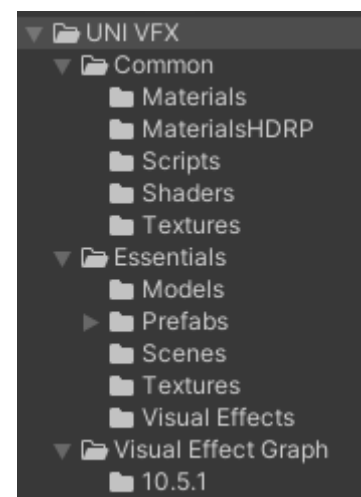 UNI VFX
Common
Materials
MaterialsHDRP
Scripts
Shaders
Textures
Essentials
Models
Prefabs
Scenes
Textures
Visual Effects
Visual Effect Graph
10.5.1